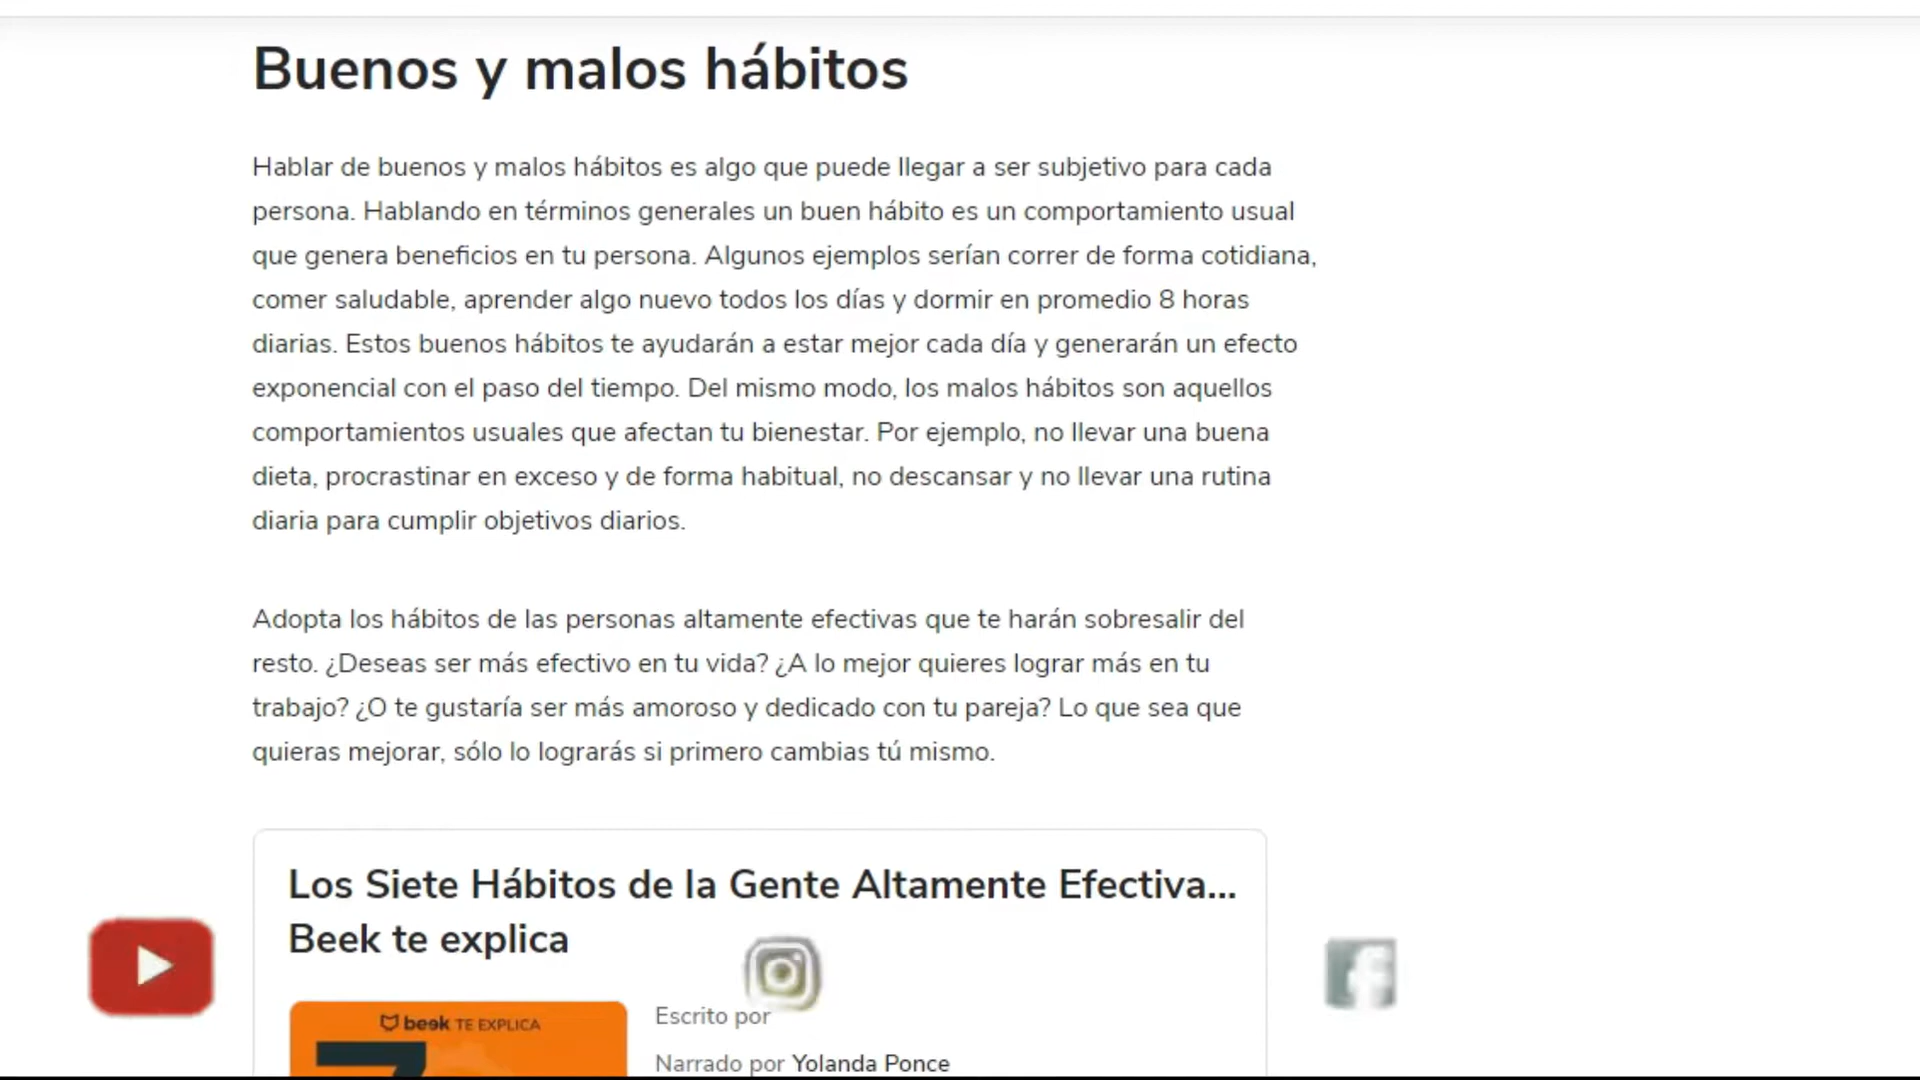 Buenos y malos hábitos
Hablar de buenos y malos hábitos es algo que puede llegar a ser subjetivo para cada
persona. Hablando en términos generales un buen hábito es un comportamiento usual
que genera beneficios en tu persona. Algunos ejemplos serían correr de forma cotidiana,
comer saludable, aprender algo nuevo todos los días y dormir en promedio 8 horas
diarias. Estos buenos hábitos te ayudarán a estar mejor cada día y generarán un efecto
exponencial con el paso del tiempo. Del mismo modo, los malos hábitos son aquellos
comportamientos usuales que afectan tu bienestar. Por ejemplo, no llevar una buena
dieta, procrastinar en exceso y de forma habitual, no descansar y no llevar una rutina
diaria para cumplir objetivos diarios.
Adopta los hábitos de las personas altamente efectivas que te harán sobresalir del
resto. ¿Deseas ser más efectivo en tu vida? ¿A lo mejor quieres lograr más en tu
trabajo? ¿O te gustaría ser más amoroso y dedicado con tu pareja? Lo que sea que
quieras mejorar, sólo lo lograrás si primero cambias tú mismo.
Los Siete Hábitos de la Gente Altamente Efectiva...
Beek te explica
beek TE EXPLICA
7
Escrito por
Narrado por Yolanda Ponce